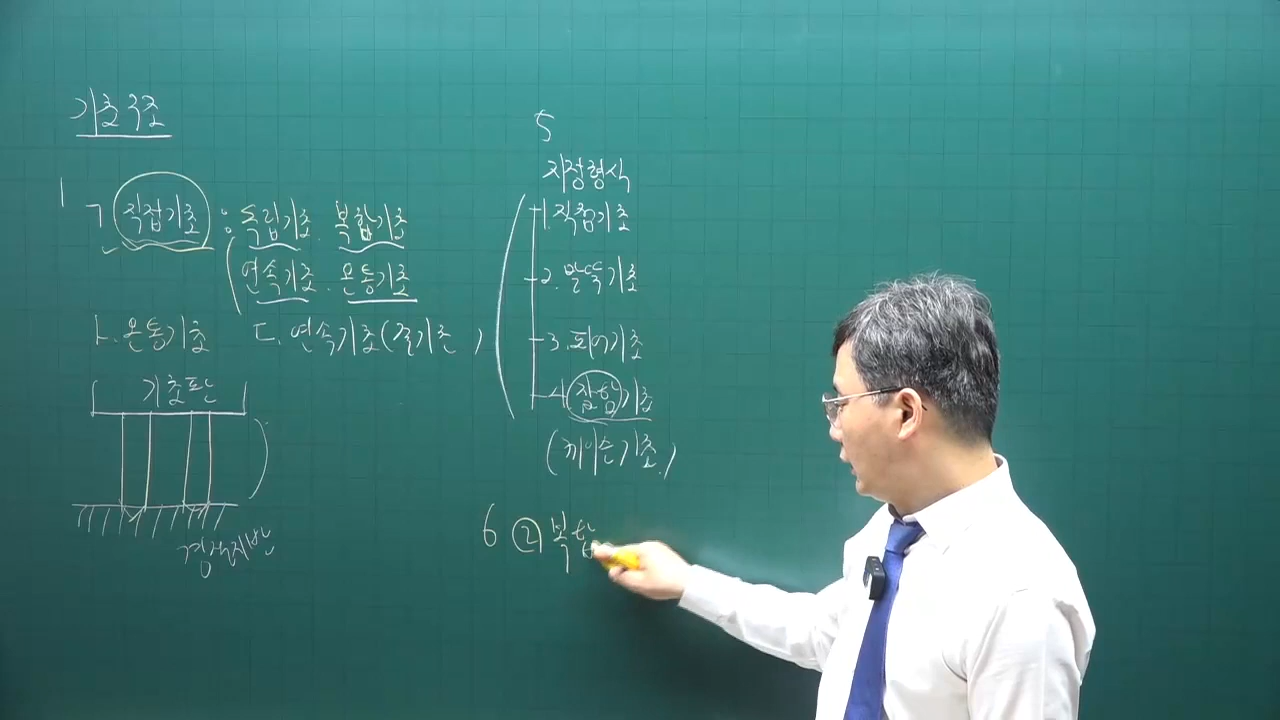 기초구조
1
ㄱ 직접기초 : 독립기초. 복합기초
연속기초. 온통기초
ㄴ. 온통기초 ㄷ. 연속기초(줄기초)
기초판
경질지반
5
지정형식
1. 직접기초
2. 말뚝기초
3. 피어기초
4. 잠함기초
(케이슨기초)
6 ② 복합